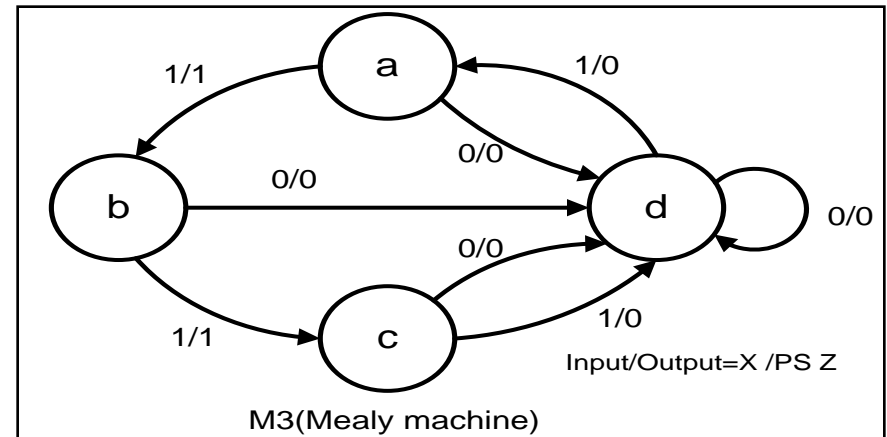 a
1/1
1/0
0/0
b
0/0
d
0/0
0/0
c
1/1
1/0
Input/Output=X /PS Z
M3(Mealy machine)